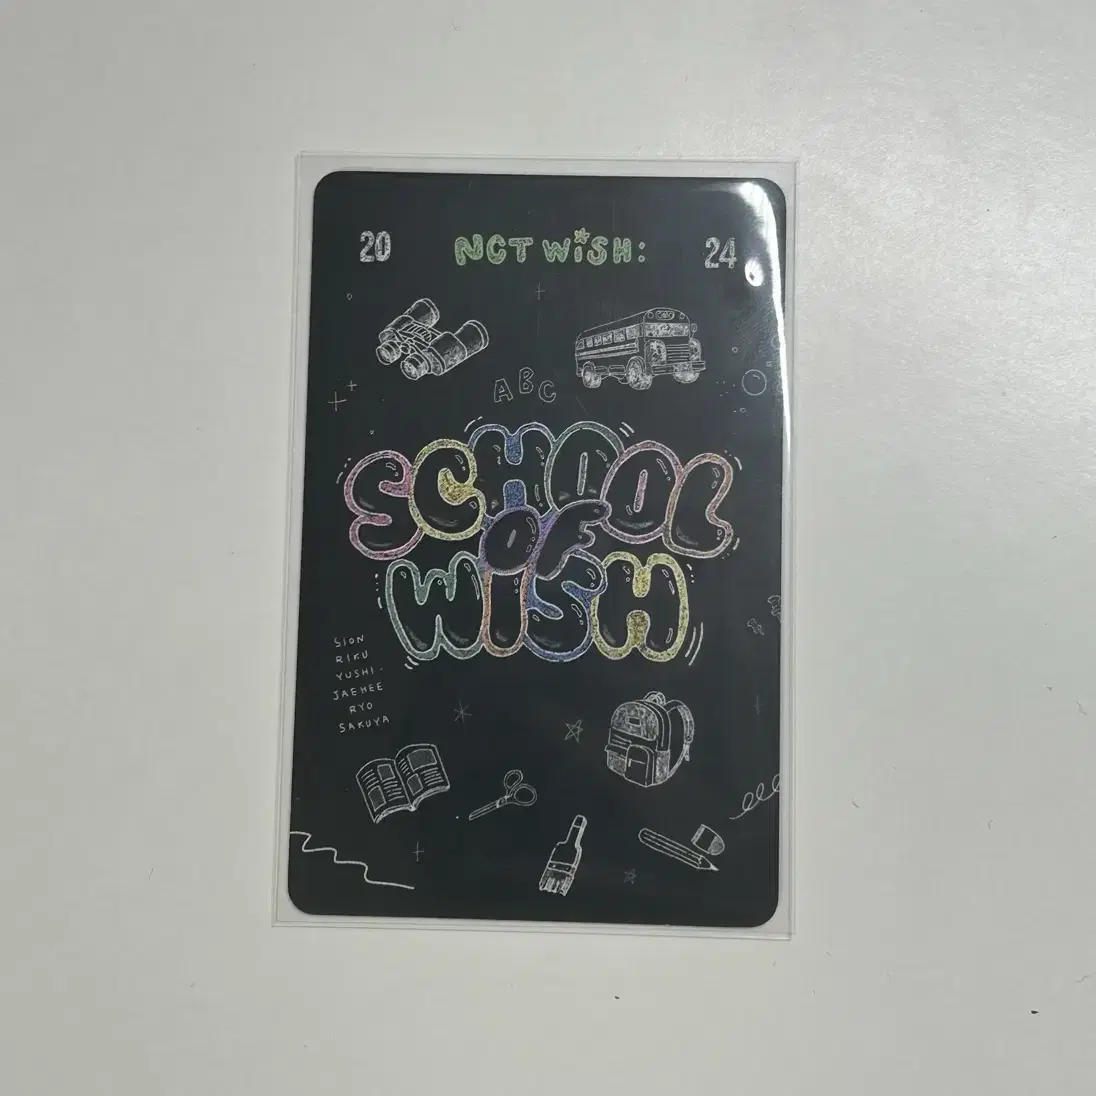 20 NCT WiSH: 24
ABC
SCHOOL
OF
WISH
SION
RIKU
YUSHI
JAEHEE
RYO
SAKUYA